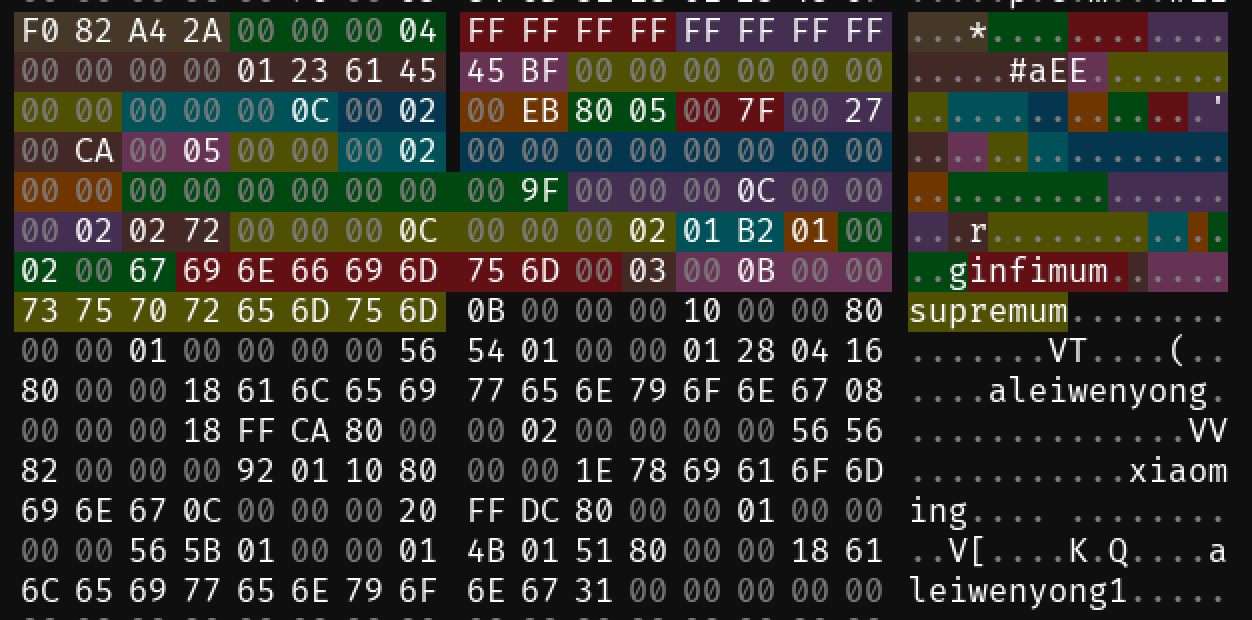 F0 82 A4 2A 00 00 00 04 FF FF FF FF FF FF FF FF ...*............
00 00 00 00 01 23 61 45 45 BF 00 00 00 00 00 00 .....#aEE.......
00 00 00 00 00 0C 00 02 00 EB 80 05 00 7F 00 27 ...............'
00 CA 00 05 00 00 00 02 00 00 00 00 00 00 00 00 ................
00 00 00 00 00 00 00 00 00 9F 00 00 00 0C 00 00 ................
00 02 02 72 00 00 00 0C 00 00 00 02 01 B2 01 00 ...r............
02 00 67 69 6E 66 69 6D 75 6D 00 03 00 0B 00 00 ..ginfimum......
73 75 70 72 65 6D 75 6D 0B 00 00 00 10 00 00 80 supremum........
00 00 01 00 00 00 00 56 54 01 00 00 01 28 04 16 .......VT....(..
80 00 00 18 61 6C 65 69 77 65 6E 79 6F 6E 67 08 ....aleiwenyong.
00 00 00 18 FF CA 80 00 00 02 00 00 00 00 56 56 ..............VV
82 00 00 00 92 01 10 80 00 00 1E 78 69 61 6F 6D ...........xiaom
69 6E 67 0C 00 00 00 20 FF DC 80 00 00 01 00 00 ing.... ........
00 00 56 5B 01 00 00 01 4B 01 51 80 00 00 18 61 ..V[....K.Q....a
6C 65 69 77 65 6E 79 6F 6E 67 31 00 00 00 00 00 leiwenyong1.....